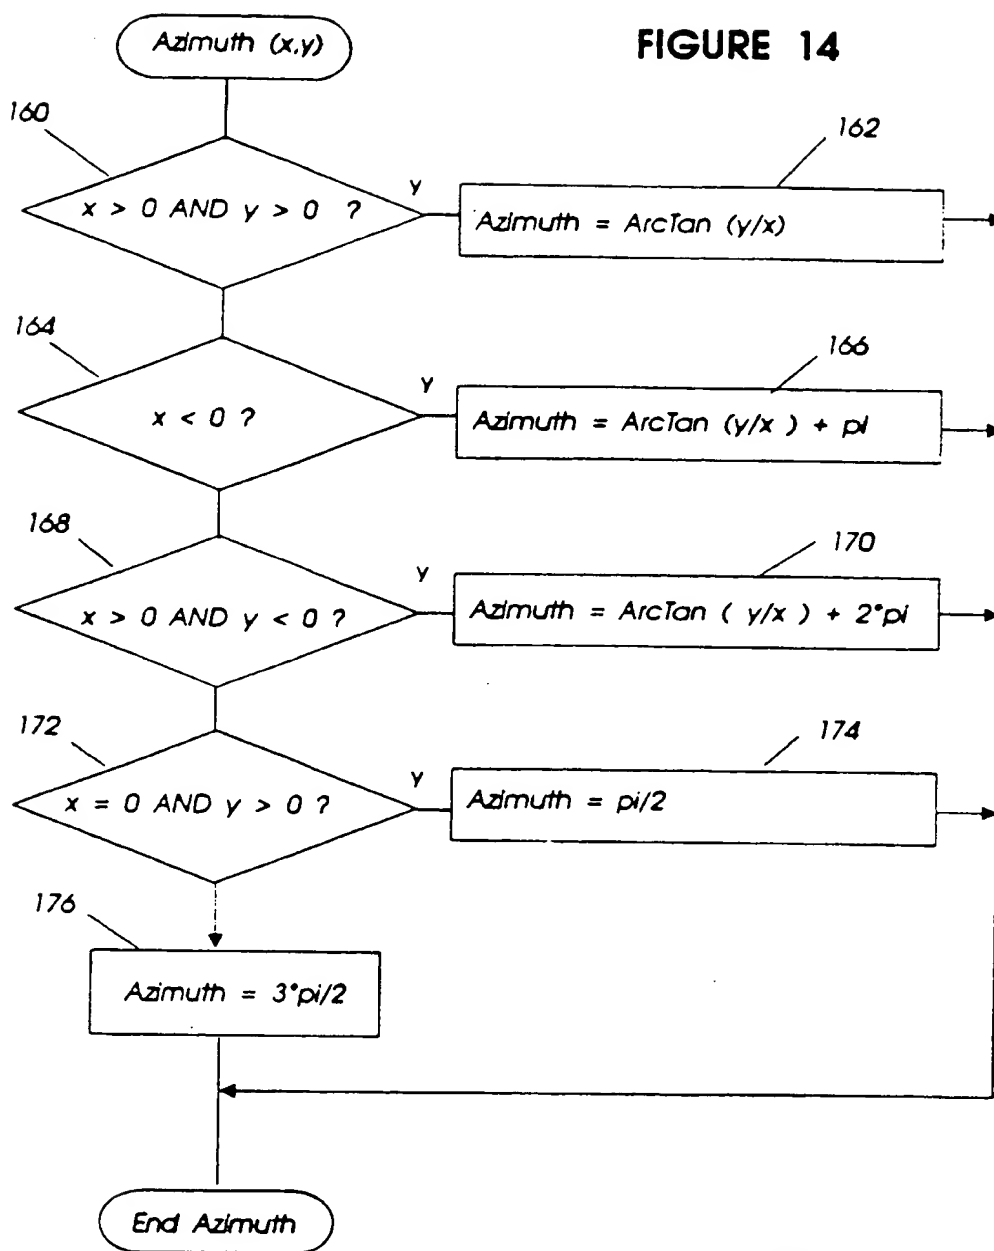 FIGURE 14
Azimuth (x,y)
160
x > 0 AND y > 0 ?
Y
162
Azimuth = ArcTan (y/x)
164
x < 0 ?
Y
166
Azimuth = ArcTan (y/x ) + pi
168
x > 0 AND y < 0 ?
Y
170
Azimuth = ArcTan ( y/x ) + 2*pi
172
x = 0 AND y > 0 ?
Y
174
Azimuth = pi/2
176
Azimuth = 3*pi/2
End Azimuth